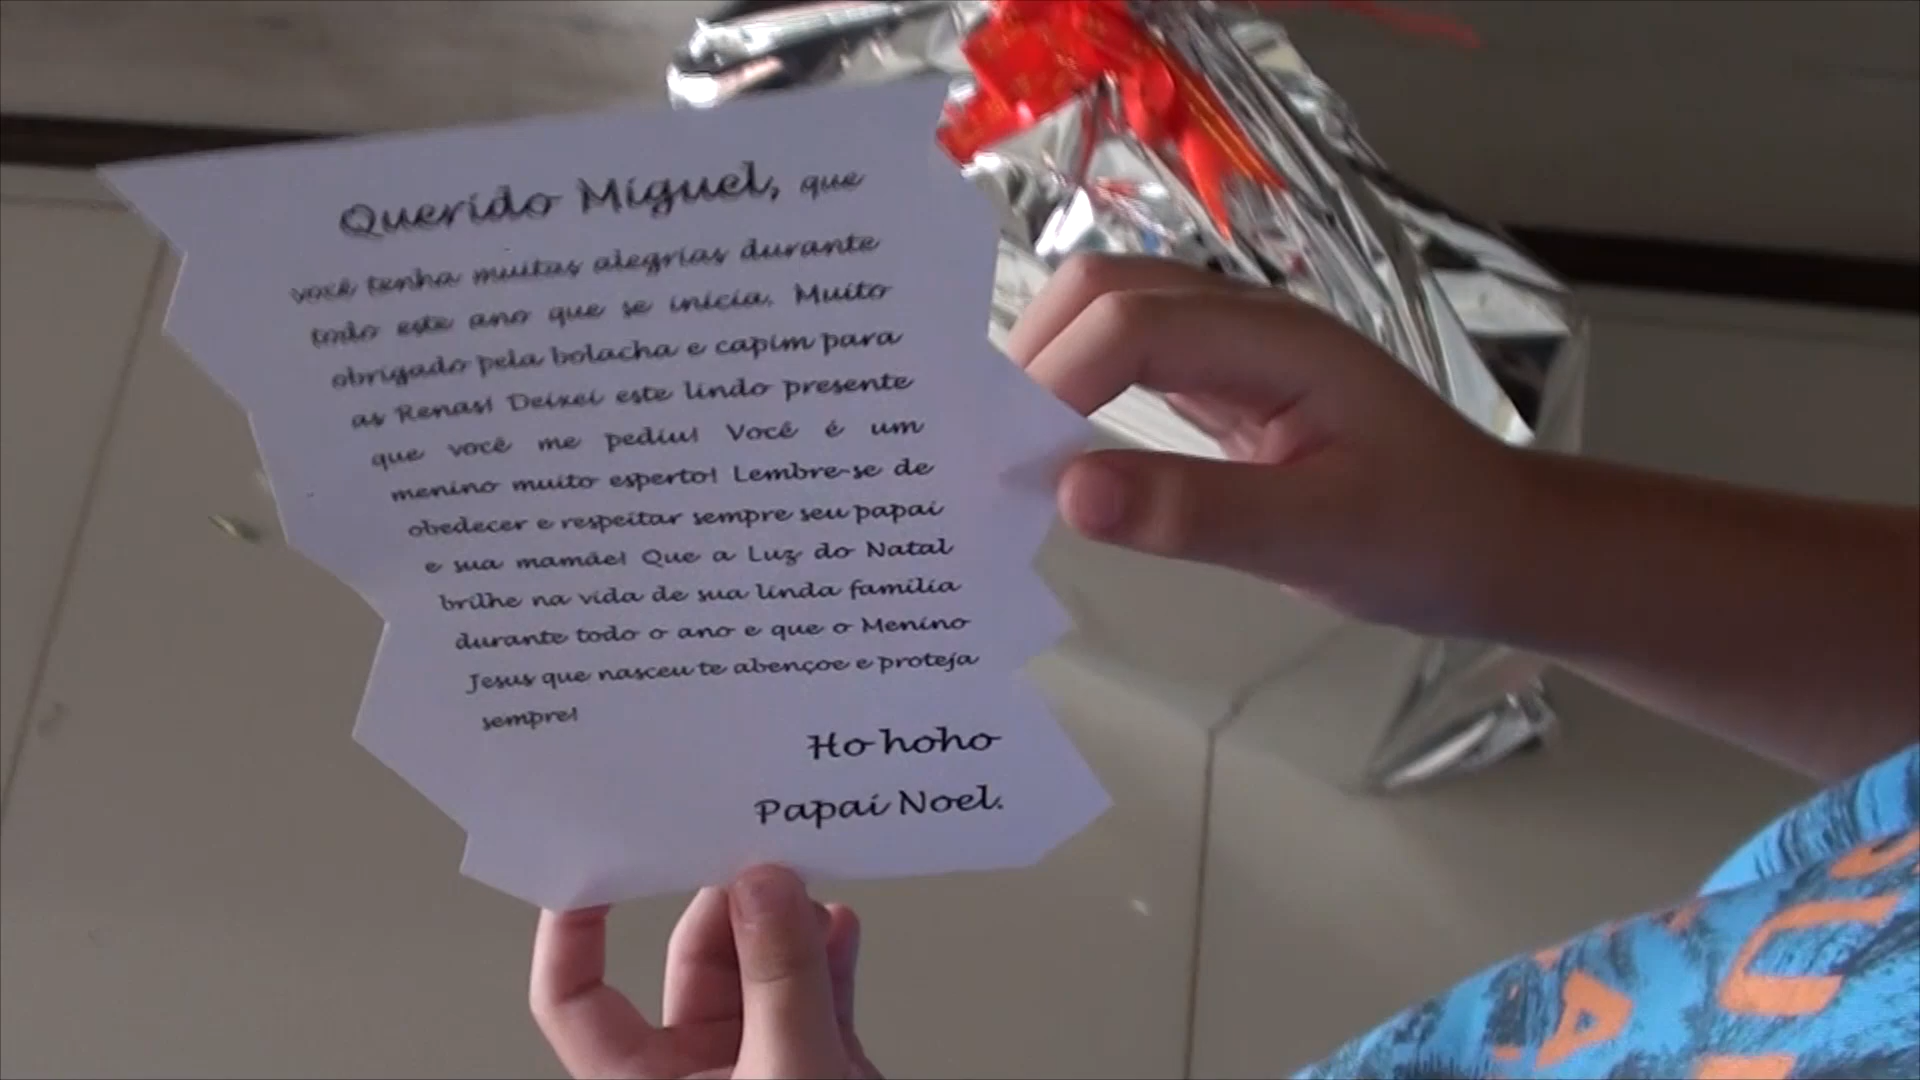 Querido Miguel, que
você tenha muitas alegrias durante
todo este ano que se inicia. Muito
obrigado pela bolacha e capim para
as Renas! Deixei este lindo presente
que você me pediu! Você é um
menino muito esperto! Lembre-se de
obedecer e respeitar sempre seu papai
e sua mamãe! Que a Luz do Natal
brilhe na vida de sua linda família
durante todo o ano e que o Menino
Jesus que nasceu te abençoe e proteja
sempre!
Ho hoho
Papai Noel.